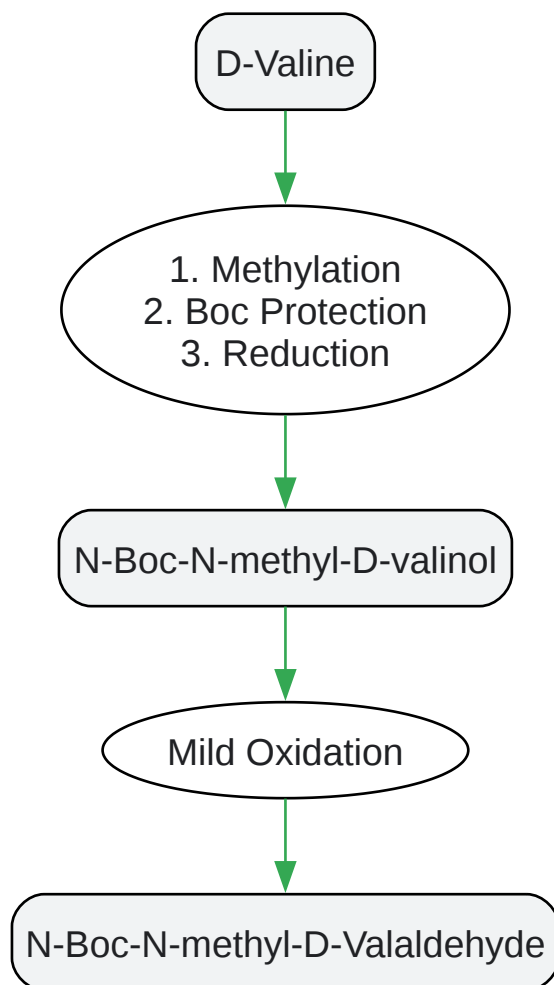 D-Valine
1. Methylation
2. Boc Protection
3. Reduction
N-Boc-N-methyl-D-valinol
Mild Oxidation
N-Boc-N-methyl-D-Valaldehyde